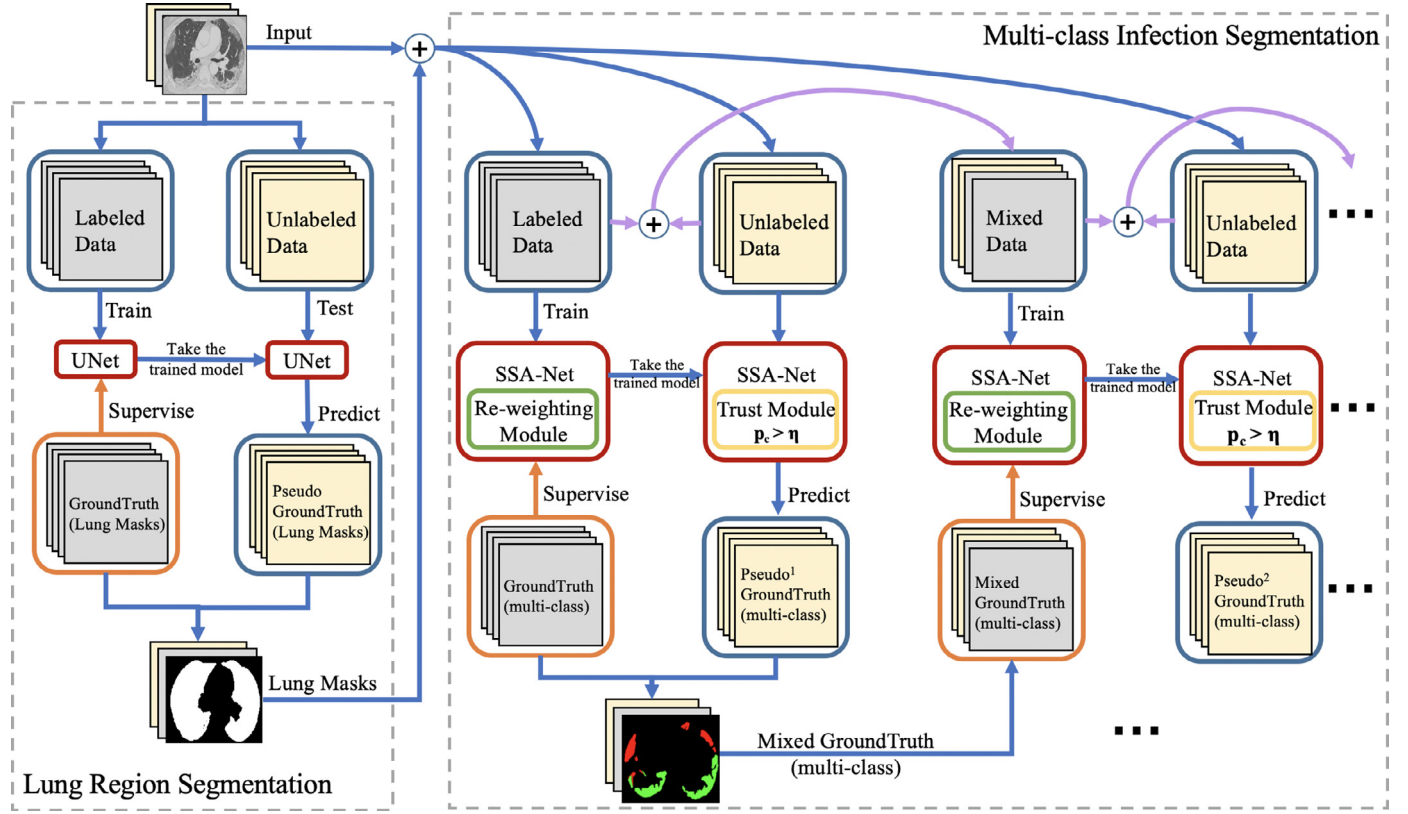 Input
+
Multi-class Infection Segmentation
Labeled
Data
Unlabeled
Data
Train
Test
UNet
Take the
trained model
UNet
Supervise
Predict
GroundTruth
(Lung Masks)
Pseudo
GroundTruth
(Lung Masks)
Lung Masks
Lung Region Segmentation
Labeled
Data
+
Unlabeled
Data
Mixed
Data
+
Unlabeled
Data
...
Train
Train
SSA-Net
Re-weighting
Module
Take the
trained model
SSA-Net
Trust Module
p_c > η
SSA-Net
Re-weighting
Module
Take the
trained model
SSA-Net
Trust Module
p_c > η
...
Supervise
Predict
Supervise
Predict
GroundTruth
(multi-class)
Pseudo¹
GroundTruth
(multi-class)
Mixed
GroundTruth
(multi-class)
Pseudo²
GroundTruth
(multi-class)
...
Mixed GroundTruth
(multi-class)
...